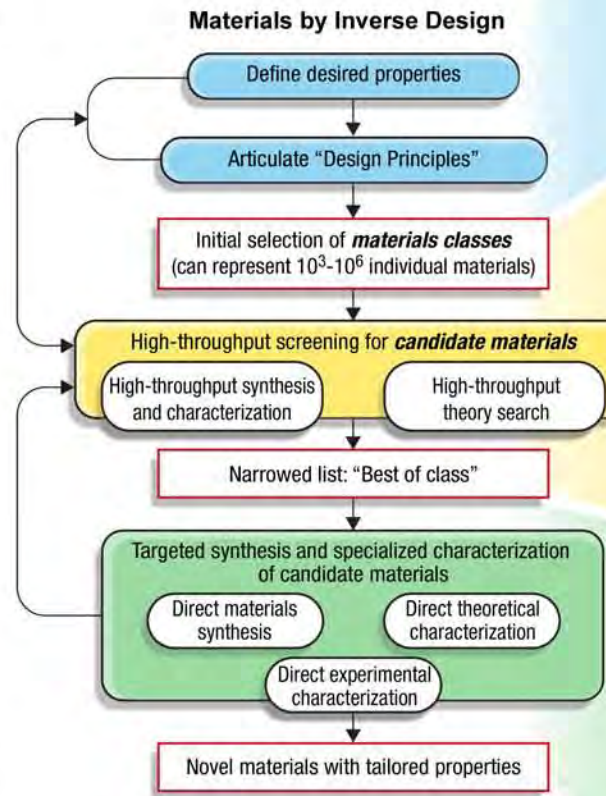 Materials by Inverse Design
Define desired properties
Articulate “Design Principles”
Initial selection of materials classes
(can represent 10³-10⁶ individual materials)
High-throughput screening for candidate materials
High-throughput synthesis
and characterization
High-throughput
theory search
Narrowed list: “Best of class”
Targeted synthesis and specialized characterization
of candidate materials
Direct materials
synthesis
Direct theoretical
characterization
Direct experimental
characterization
Novel materials with tailored properties